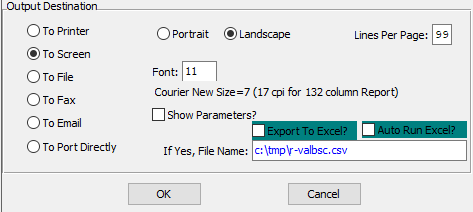 Output Destination
To Printer
To Screen
To File
To Fax
To Email
To Port Directly
Portrait Landscape Lines Per Page: 99
Font: 11
Courier New Size=7 (17 cpi for 132 column Report)
Show Parameters?
Export To Excel? Auto Run Excel?
If Yes, File Name: c:\tmp\r-valbsc.csv
OK Cancel